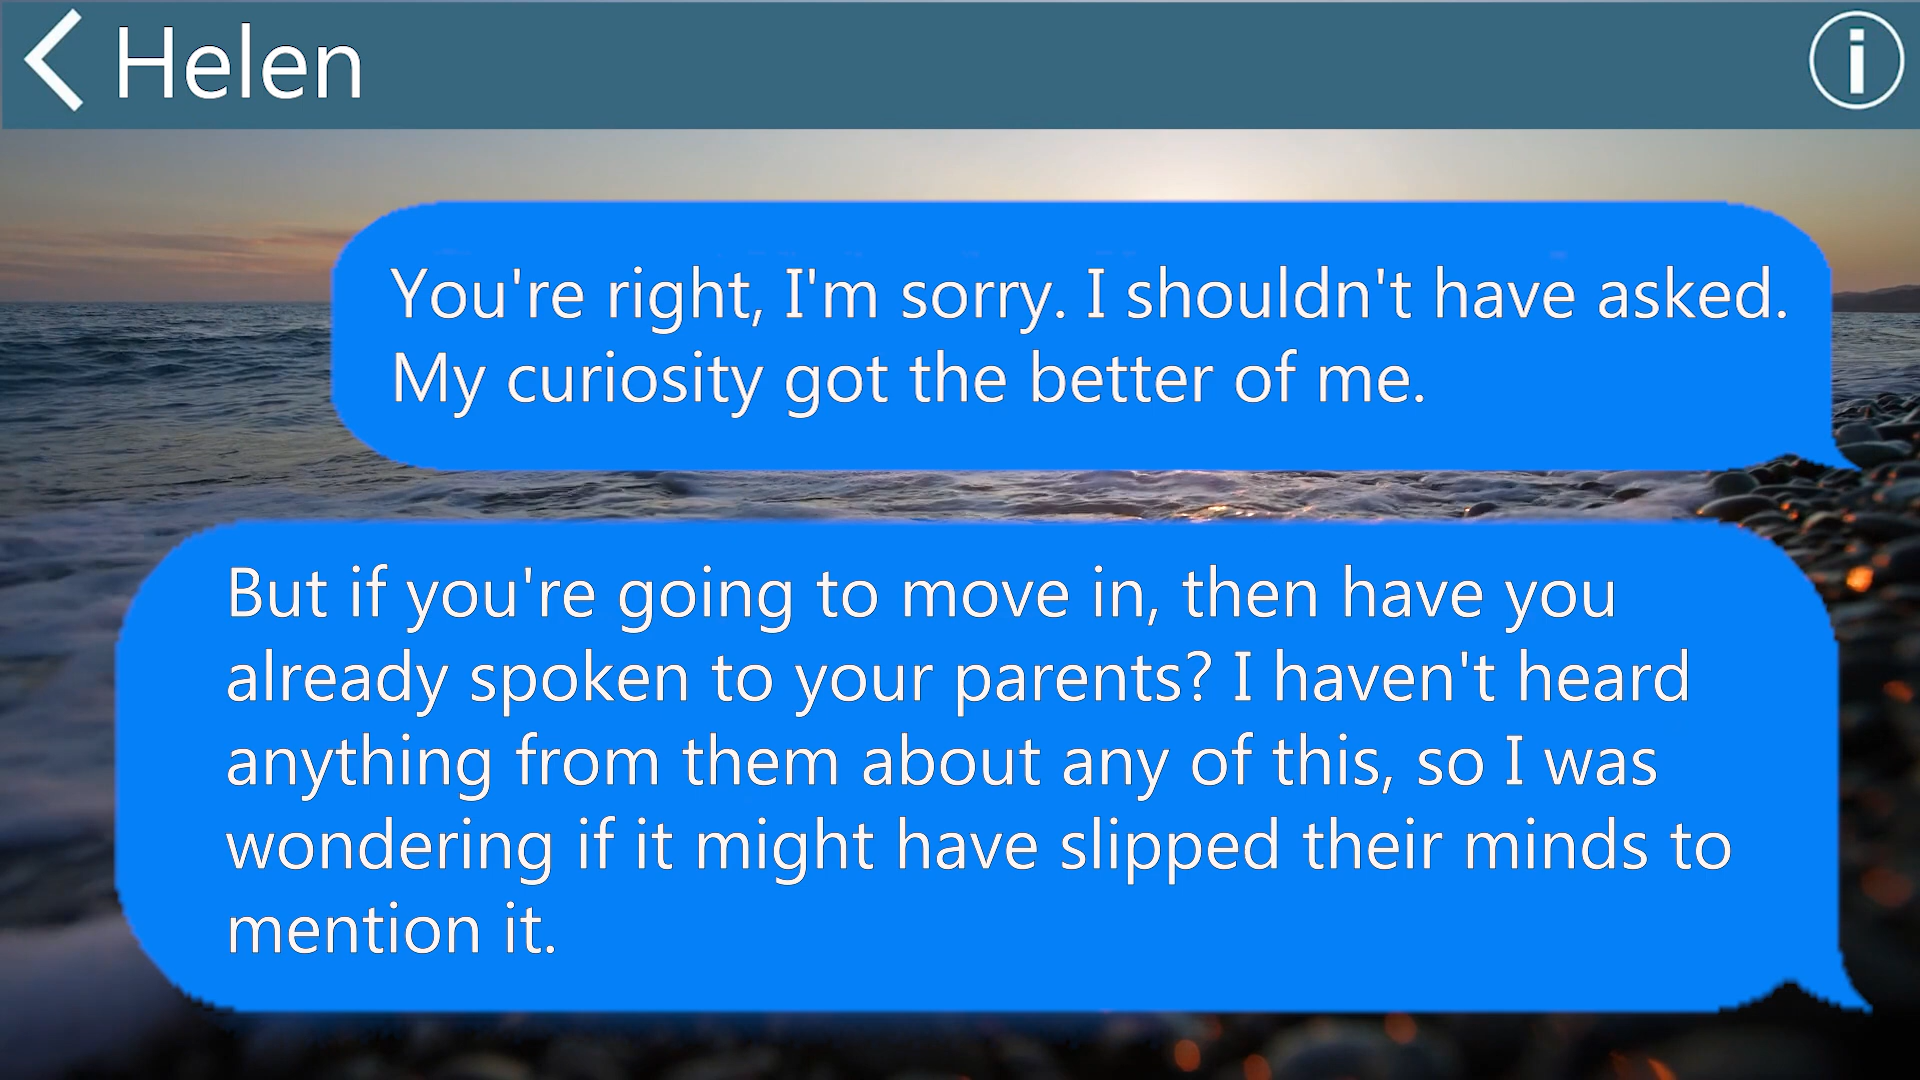 Helen
You're right, I'm sorry. I shouldn't have asked.
My curiosity got the better of me.
But if you're going to move in, then have you
already spoken to your parents? I haven't heard
anything from them about any of this, so I was
wondering if it might have slipped their minds to
mention it.